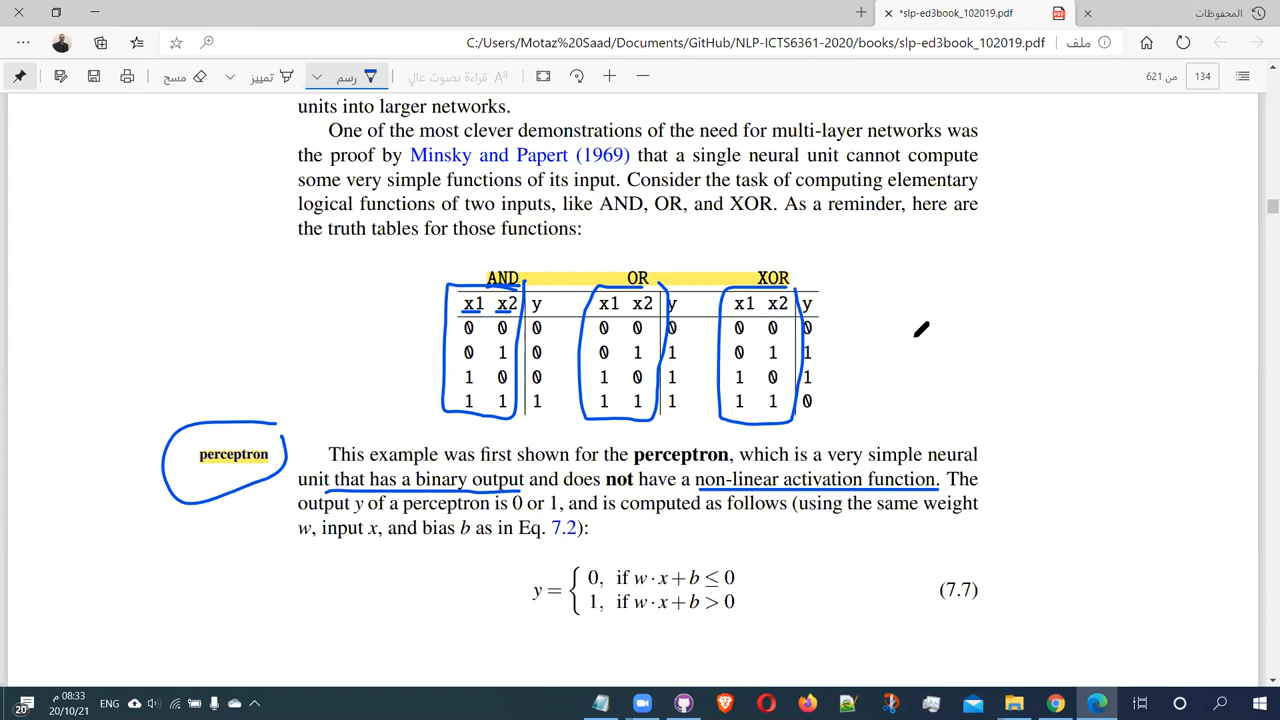 *slp-ed3book_102019.pdf
المحفوظات
C:/Users/Motaz%20Saad/Documents/GitHub/NLP-ICTS6361-2020/books/slp-ed3book_102019.pdf
ملف
مسح
تمييز
رسم
قراءة بصوت عالٍ
621 من
134
units into larger networks.
One of the most clever demonstrations of the need for multi-layer networks was
the proof by Minsky and Papert (1969) that a single neural unit cannot compute
some very simple functions of its input. Consider the task of computing elementary
logical functions of two inputs, like AND, OR, and XOR. As a reminder, here are
the truth tables for those functions:
AND OR XOR
x1 x2 y x1 x2 y x1 x2 y
0 0 0 0 0 0 0 0 0
0 1 0 0 1 1 0 1 1
1 0 0 1 0 1 1 0 1
1 1 1 1 1 1 1 1 0
perceptron
This example was first shown for the perceptron, which is a very simple neural
unit that has a binary output and does not have a non-linear activation function. The
output y of a perceptron is 0 or 1, and is computed as follows (using the same weight
w, input x, and bias b as in Eq. 7.2):
y = { 0, if w · x + b ≤ 0
1, if w · x + b > 0
(7.7)
08:33 م
20/10/21
ENG
20